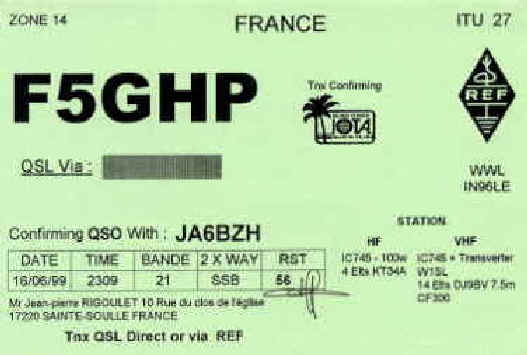 ZONE 14
FRANCE
ITU 27
F5GHP
Tnx Confirming
IOTA
REF
QSL Via :
WWL
IN96LE
Confirming QSO With : JA6BZH
STATION
DATE TIME BANDE 2 X WAY RST
16/06/99 2309 21 SSB 56
HF
IC745 - 100w
4 Elts KT34A
VHF
IC745 + Transverter
W1SL
14 Elts DJ9BV 7.5m
CF300
Mr Jean-pierre RIGOULET 10 Rue du clos de l'église
17220 SAINTE-SOULLE FRANCE
Tnx QSL Direct or via REF